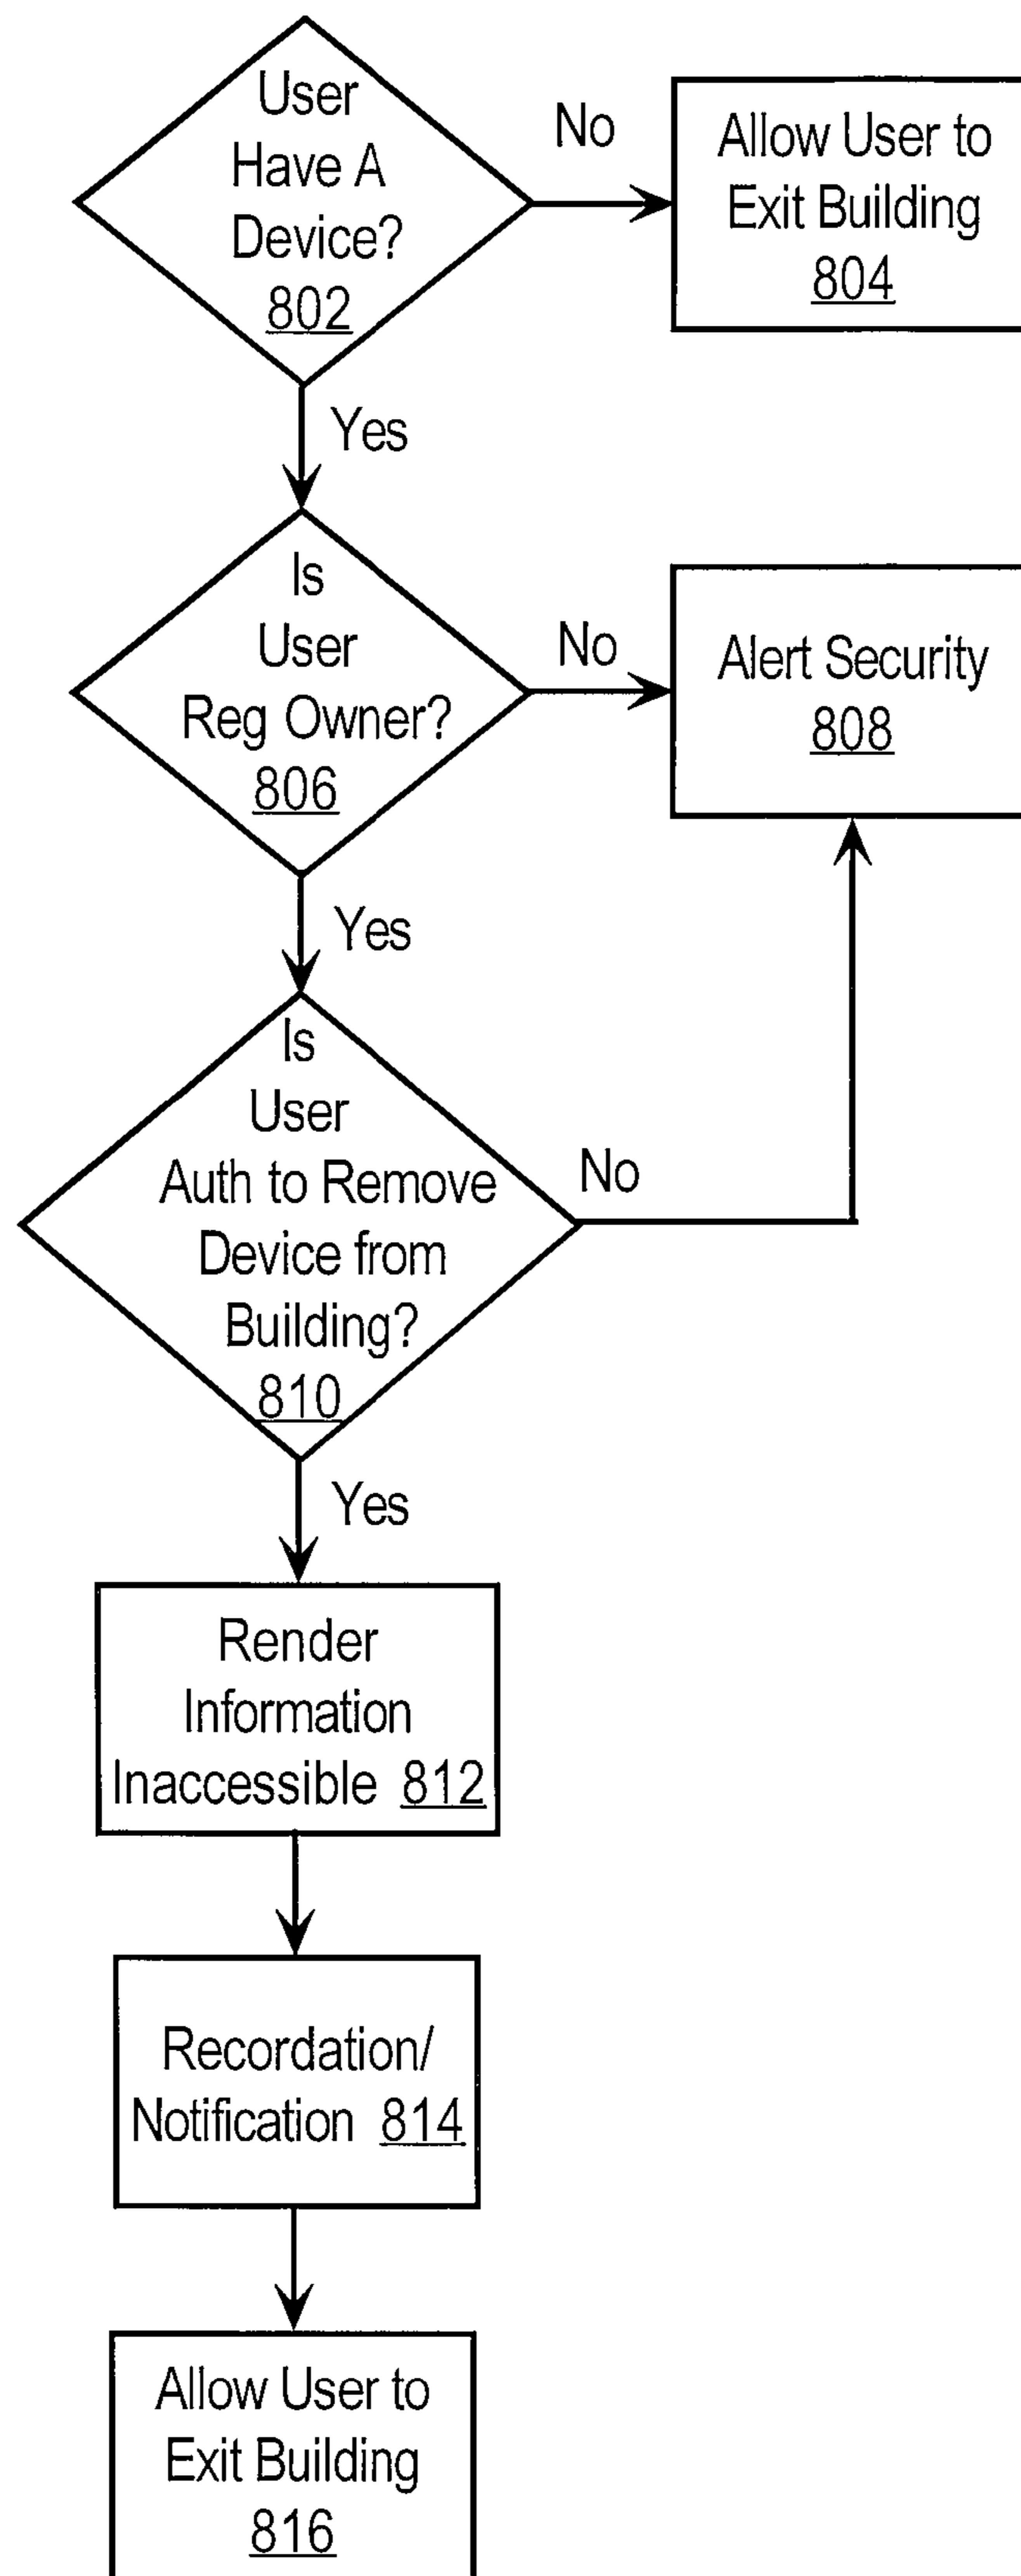 User
Have A
Device?
802
No
Allow User to
Exit Building
804
Yes
Is
User
Reg Owner?
806
No
Alert Security
808
Yes
Is
User
Auth to Remove
Device from
Building?
810
No
Yes
Render
Information
Inaccessible 812
Recordation/
Notification 814
Allow User to
Exit Building
816